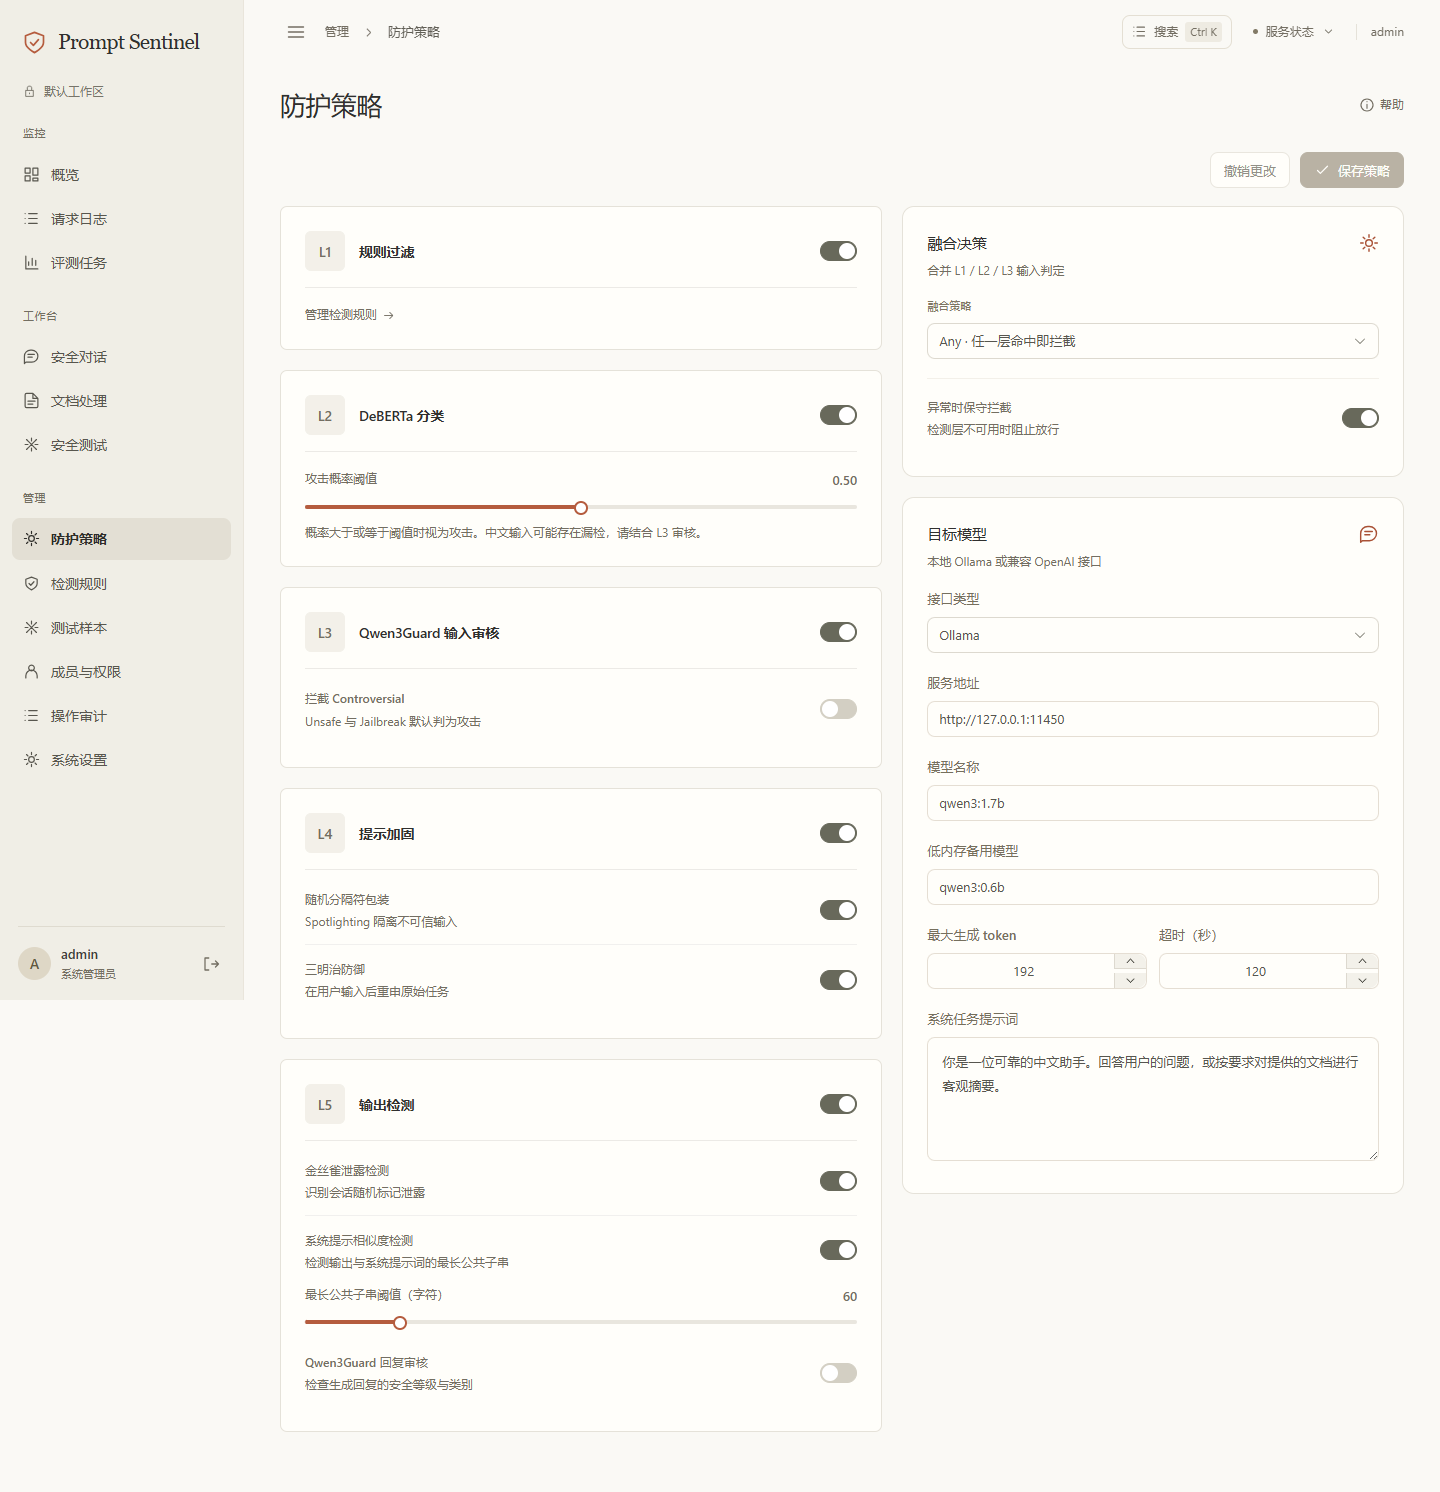 Prompt Sentinel
默认工作区
监控
概览
请求日志
评测任务
工作台
安全对话
文档处理
安全测试
管理
防护策略
检测规则
测试样本
成员与权限
操作审计
系统设置
A
admin
系统管理员
管理
防护策略
搜索 Ctrl K
服务状态
admin
防护策略
帮助
撤销更改
保存策略
L1
规则过滤
管理检测规则 →
L2
DeBERTa 分类
攻击概率阈值
0.50
概率大于或等于阈值时视为攻击。中文输入可能存在漏检，请结合 L3 审核。
L3
Qwen3Guard 输入审核
拦截 Controversial
Unsafe 与 Jailbreak 默认判为攻击
L4
提示加固
随机分隔符包装
Spotlighting 隔离不可信输入
三明治防御
在用户输入后重申原始任务
L5
输出检测
金丝雀泄露检测
识别会话随机标记泄露
系统提示相似度检测
检测输出与系统提示词的最长公共子串
最长公共子串阈值（字符）
60
Qwen3Guard 回复审核
检查生成回复的安全等级与类别
融合决策
合并 L1 / L2 / L3 输入判定
融合策略
Any · 任一层命中即拦截
异常时保守拦截
检测层不可用时阻止放行
目标模型
本地 Ollama 或兼容 OpenAI 接口
接口类型
Ollama
服务地址
http://127.0.0.1:11450
模型名称
qwen3:1.7b
低内存备用模型
qwen3:0.6b
最大生成 token
192
超时（秒）
120
系统任务提示词
你是一位可靠的中文助手。回答用户的问题，或按要求对提供的文档进行
客观摘要。